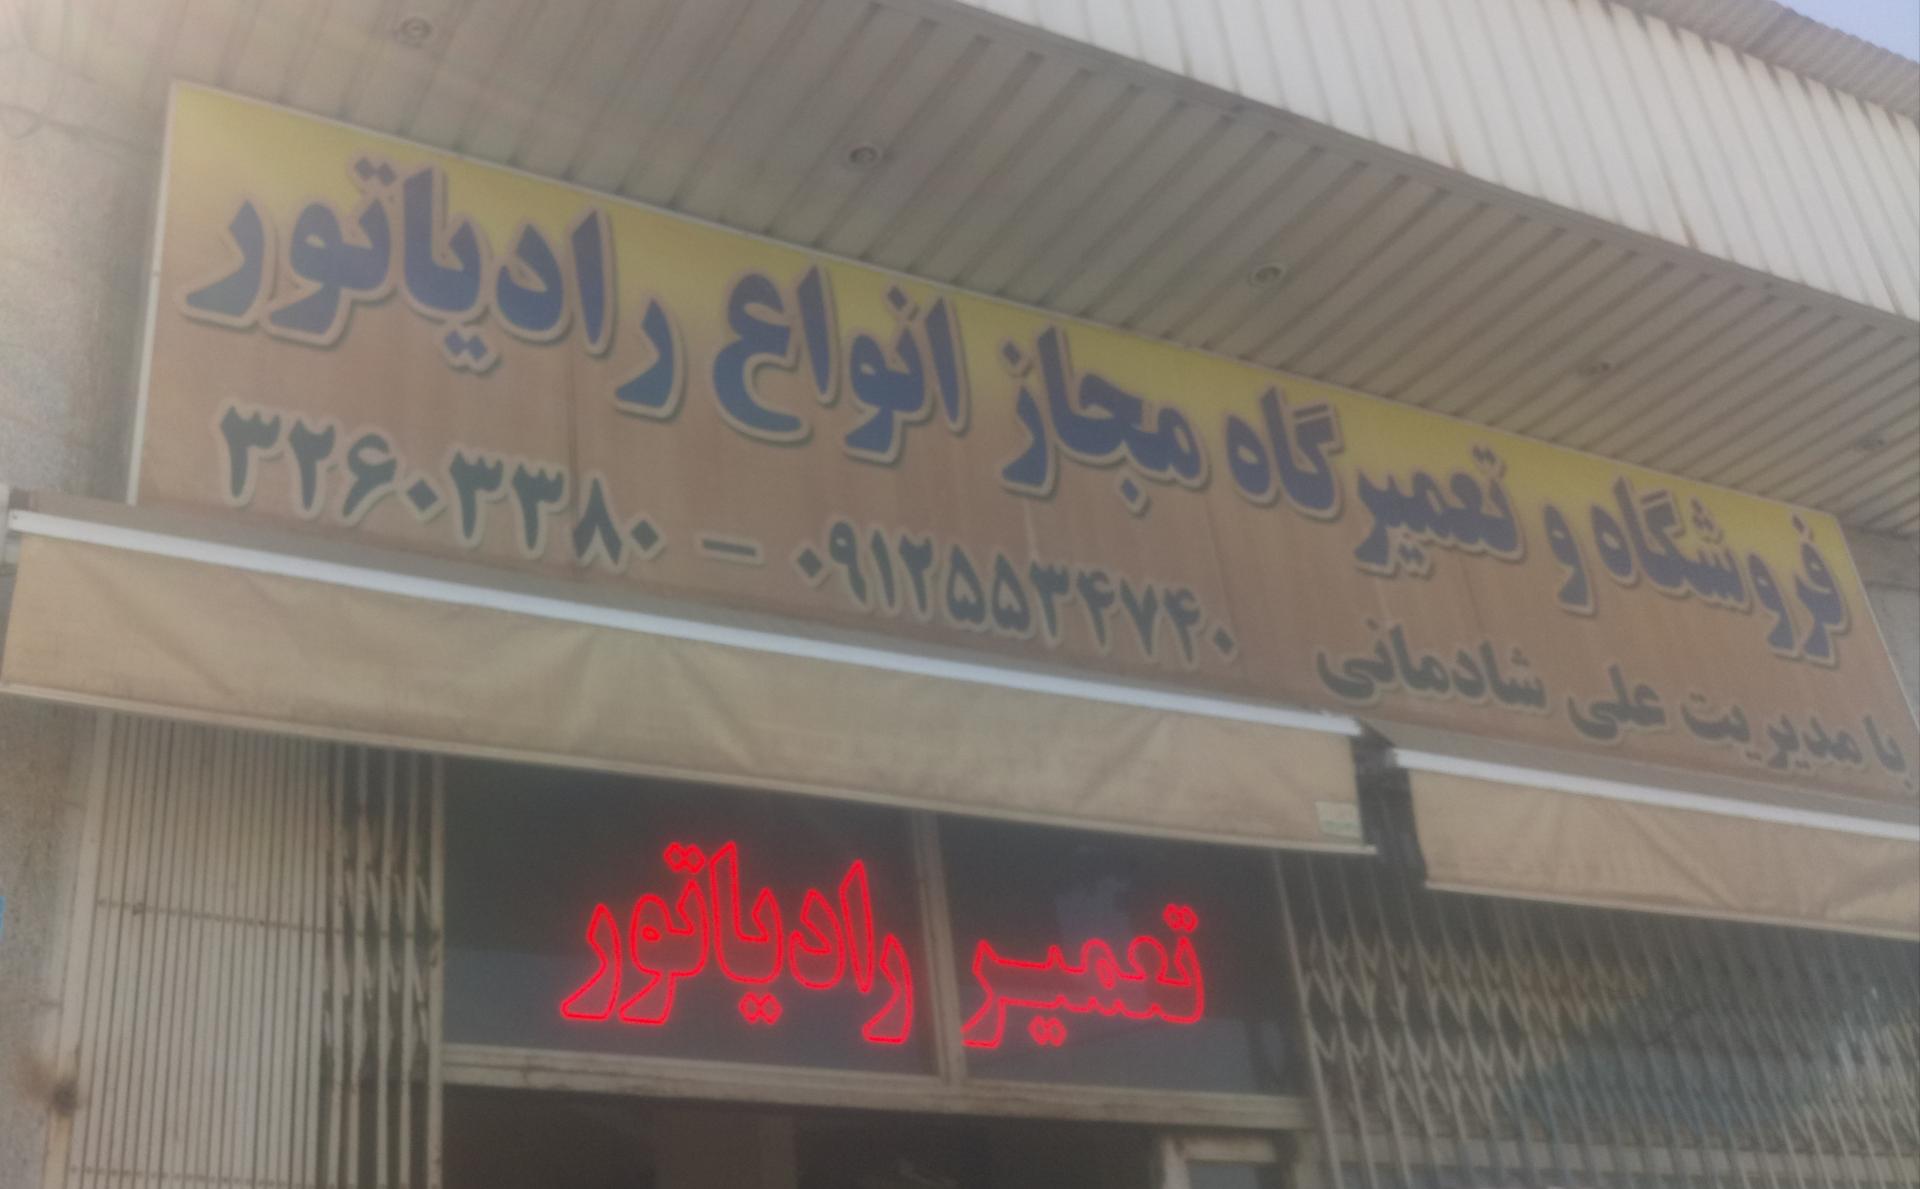 فروشگاه و تعمیرگاه مجاز انواع رادیاتور
با مدیریت علی شادمانی ۰۹۱۲۵۵۳۴۷۴۰ – ۳۲۶۰۳۳۸۰
تعمیر رادیاتور